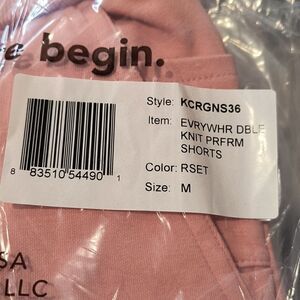 begin.
Style: KCRGNS36
Item: EVRYWHR DBLE
KNIT PRFRM
SHORTS
Color: RSET
Size: M
8 83510 54490 1
SA
LLC